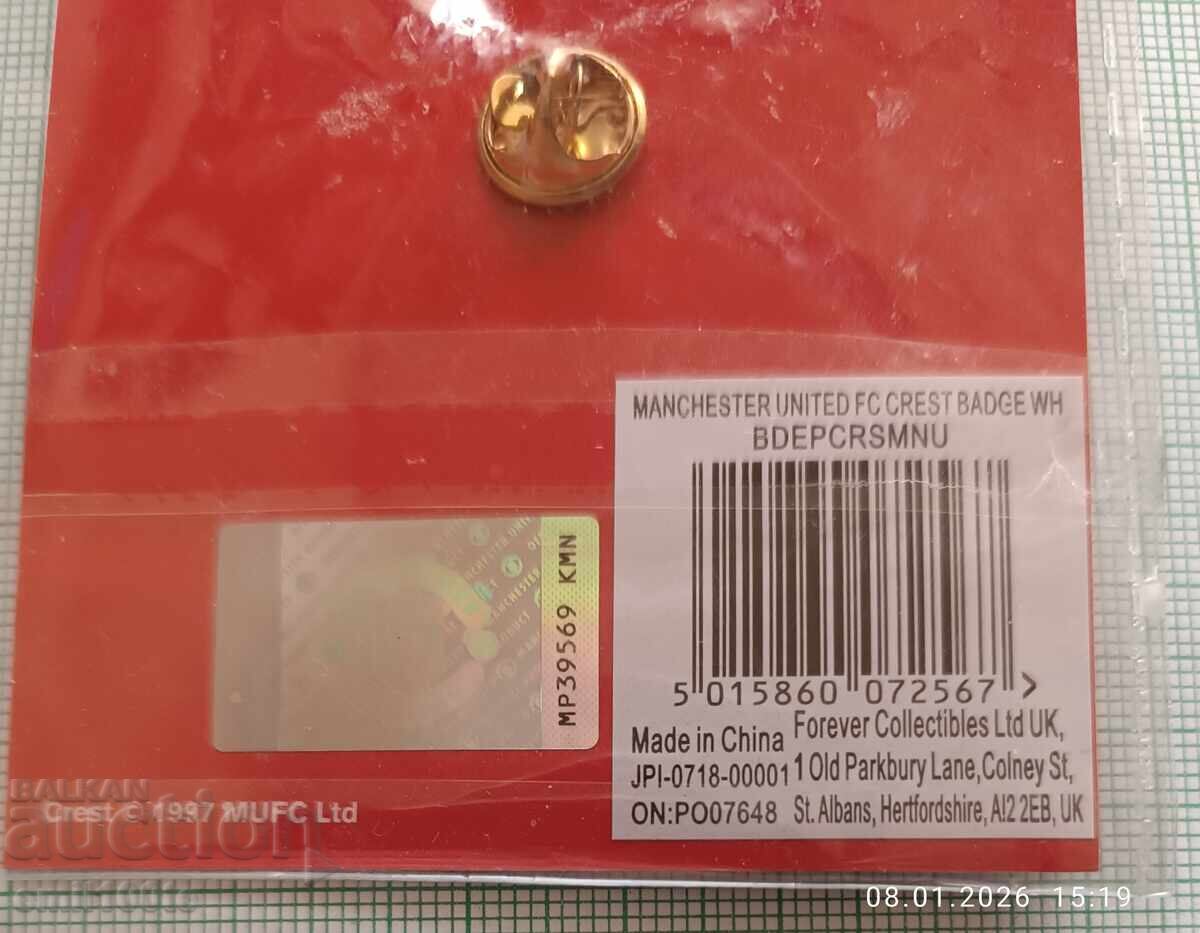 MANCHESTER UNITED FC CREST BADGE WH
BDEPCRSMNU
5 015860 072567 >
Made in China
JPI-0718-00001
ON:PO07648
Forever Collectibles Ltd UK,
1 Old Parkbury Lane,Colney St,
St. Albans, Hertfordshire, A!2 2EB, UK
MP39569 KMN
Crest © 1997 MUFC Ltd
BALKAN
auction
08.01.2026 15:19